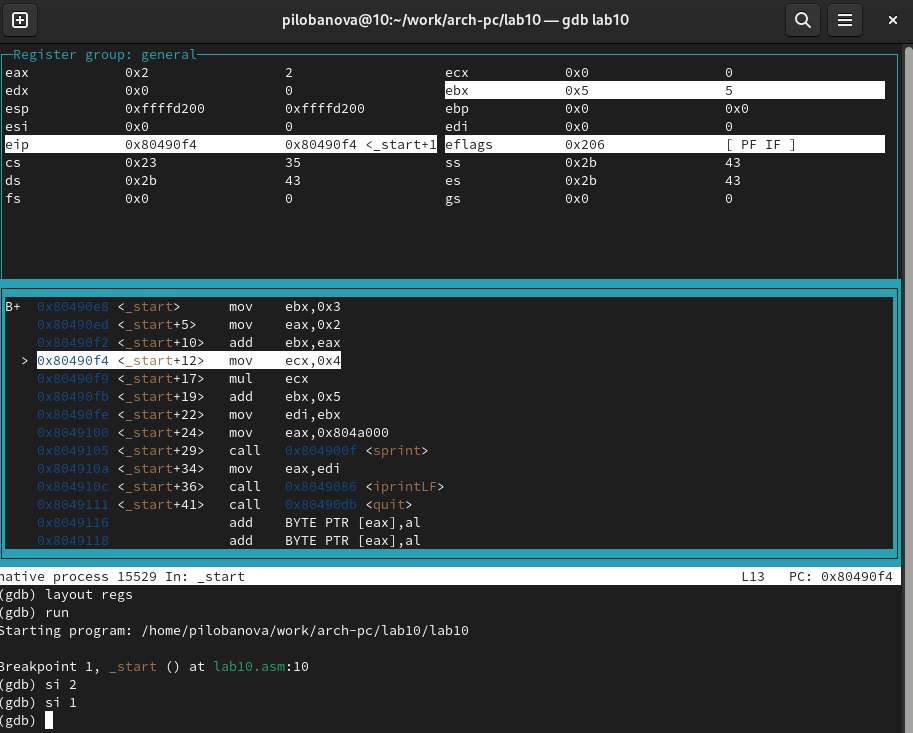 pilobanova@10:~/work/arch-pc/lab10 — gdb lab10
Register group: general
eax 0x2 2 ecx 0x0 0
edx 0x0 0 ebx 0x5 5
esp 0xffffd200 0xffffd200 ebp 0x0 0x0
esi 0x0 0 edi 0x0 0
eip 0x80490f4 0x80490f4 <_start+1 eflags 0x206 [ PF IF ]
cs 0x23 35 ss 0x2b 43
ds 0x2b 43 es 0x2b 43
fs 0x0 0 gs 0x0 0
B+ 0x80490e8 <_start> mov ebx,0x3
0x80490ed <_start+5> mov eax,0x2
0x80490f2 <_start+10> add ebx,eax
> 0x80490f4 <_start+12> mov ecx,0x4
0x80490f9 <_start+17> mul ecx
0x80490fb <_start+19> add ebx,0x5
0x80490fe <_start+22> mov edi,ebx
0x8049100 <_start+24> mov eax,0x804a000
0x8049105 <_start+29> call 0x804900f <sprint>
0x804910a <_start+34> mov eax,edi
0x804910c <_start+36> call 0x8049086 <iprintLF>
0x8049111 <_start+41> call 0x80490db <quit>
0x8049116 add BYTE PTR [eax],al
0x8049118 add BYTE PTR [eax],al
native process 15529 In: _start L13 PC: 0x80490f4
(gdb) layout regs
(gdb) run
Starting program: /home/pilobanova/work/arch-pc/lab10/lab10
Breakpoint 1, _start () at lab10.asm:10
(gdb) si 2
(gdb) si 1
(gdb)